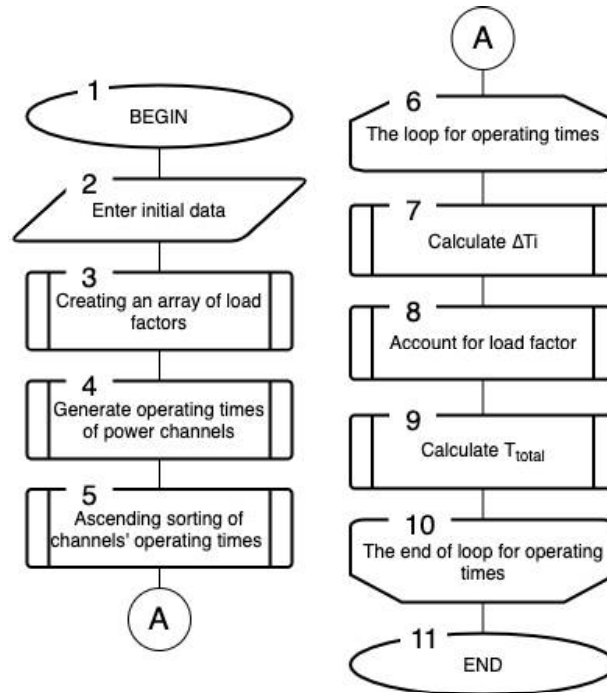 1
BEGIN
2
Enter initial data
3
Creating an array of load
factors
4
Generate operating times
of power channels
5
Ascending sorting of
channels' operating times
A
A
6
The loop for operating times
7
Calculate ΔTi
8
Account for load factor
9
Calculate T_total
10
The end of loop for operating
times
11
END